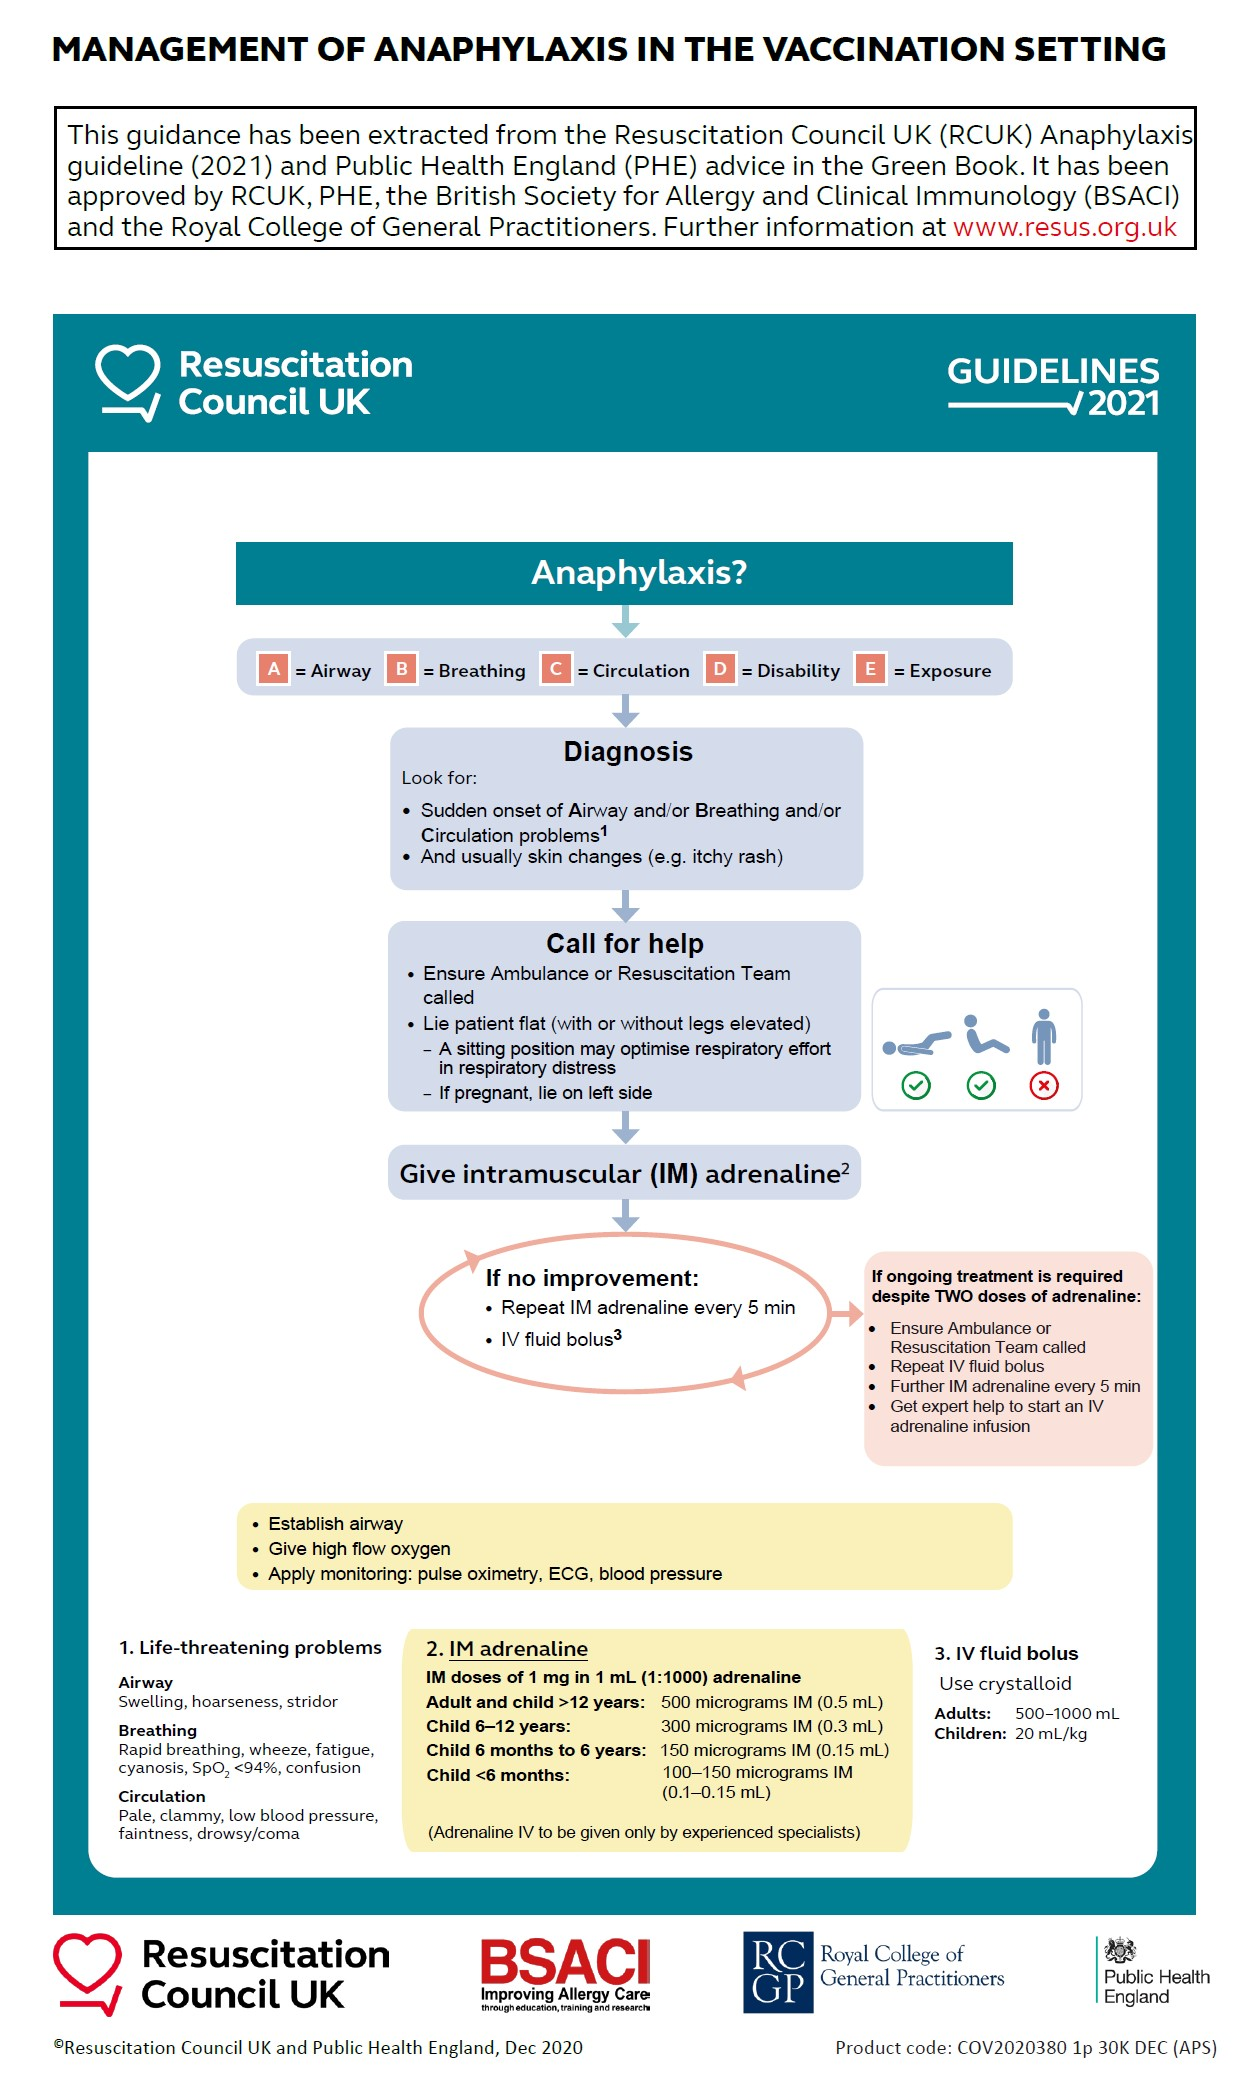 MANAGEMENT OF ANAPHYLAXIS IN THE VACCINATION SETTING
This guidance has been extracted from the Resuscitation Council UK (RCUK) Anaphylaxis
guideline (2021) and Public Health England (PHE) advice in the Green Book. It has been
approved by RCUK, PHE, the British Society for Allergy and Clinical Immunology (BSACI)
and the Royal College of General Practitioners. Further information at www.resus.org.uk
Resuscitation
Council UK
GUIDELINES
2021
Anaphylaxis?
A = Airway B = Breathing C = Circulation D = Disability E = Exposure
Diagnosis
Look for:
• Sudden onset of Airway and/or Breathing and/or
Circulation problems1
• And usually skin changes (e.g. itchy rash)
Call for help
• Ensure Ambulance or Resuscitation Team
called
• Lie patient flat (with or without legs elevated)
– A sitting position may optimise respiratory effort
in respiratory distress
– If pregnant, lie on left side
Give intramuscular (IM) adrenaline2
If no improvement:
• Repeat IM adrenaline every 5 min
• IV fluid bolus3
If ongoing treatment is required
despite TWO doses of adrenaline:
• Ensure Ambulance or
Resuscitation Team called
• Repeat IV fluid bolus
• Further IM adrenaline every 5 min
• Get expert help to start an IV
adrenaline infusion
• Establish airway
• Give high flow oxygen
• Apply monitoring: pulse oximetry, ECG, blood pressure
1. Life-threatening problems
Airway
Swelling, hoarseness, stridor
Breathing
Rapid breathing, wheeze, fatigue,
cyanosis, SpO2 <94%, confusion
Circulation
Pale, clammy, low blood pressure,
faintness, drowsy/coma
2. IM adrenaline
IM doses of 1 mg in 1 mL (1:1000) adrenaline
Adult and child >12 years: 500 micrograms IM (0.5 mL)
Child 6–12 years: 300 micrograms IM (0.3 mL)
Child 6 months to 6 years: 150 micrograms IM (0.15 mL)
Child <6 months: 100–150 micrograms IM
(0.1–0.15 mL)
(Adrenaline IV to be given only by experienced specialists)
3. IV fluid bolus
Use crystalloid
Adults: 500–1000 mL
Children: 20 mL/kg
Resuscitation
Council UK
BSACI
Improving Allergy Care
through education, training and research
RC
GP
Royal College of
General Practitioners
Public Health
England
©Resuscitation Council UK and Public Health England, Dec 2020
Product code: COV2020380 1p 30K DEC (APS)